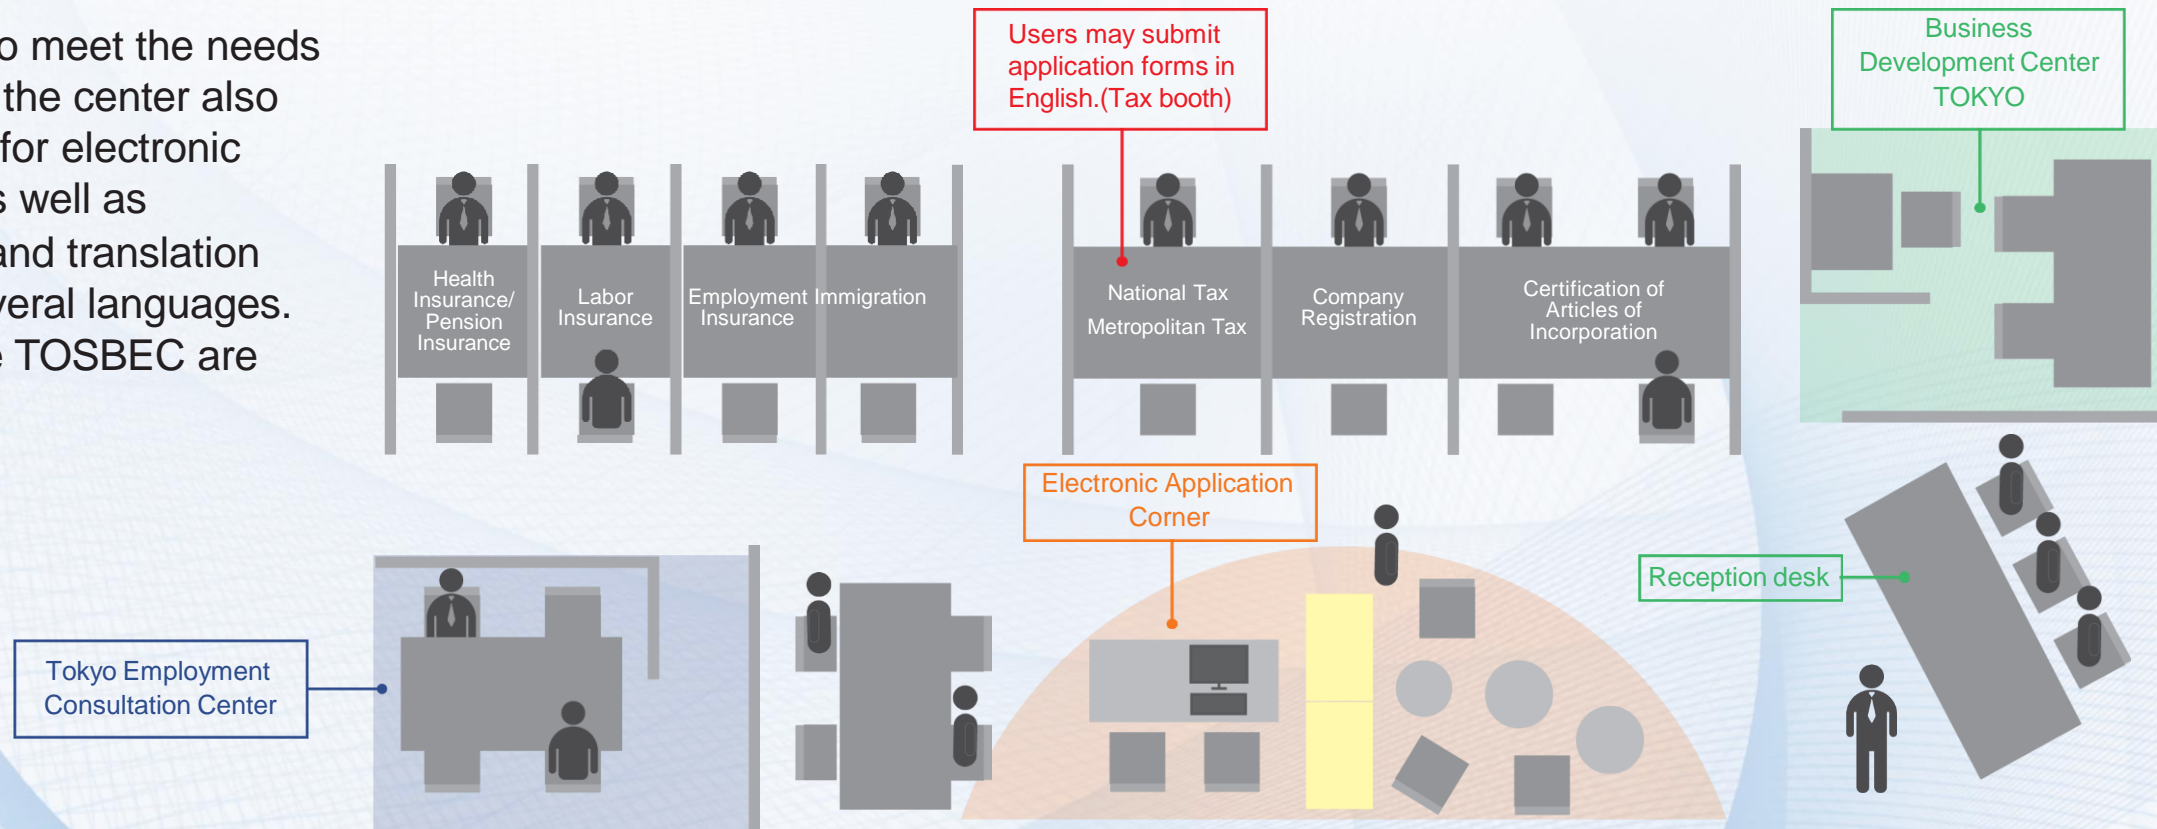 o meet the needs
the center also
for electronic
s well as
and translation
veral languages.
e TOSBEC are
Users may submit
application forms in
English.(Tax booth)
Business
Development Center
TOKYO
Health
Insurance/
Pension
Insurance
Labor
Insurance
Employment
Insurance
Immigration
National Tax
Metropolitan Tax
Company
Registration
Certification of
Articles of
Incorporation
Electronic Application
Corner
Reception desk
Tokyo Employment
Consultation Center